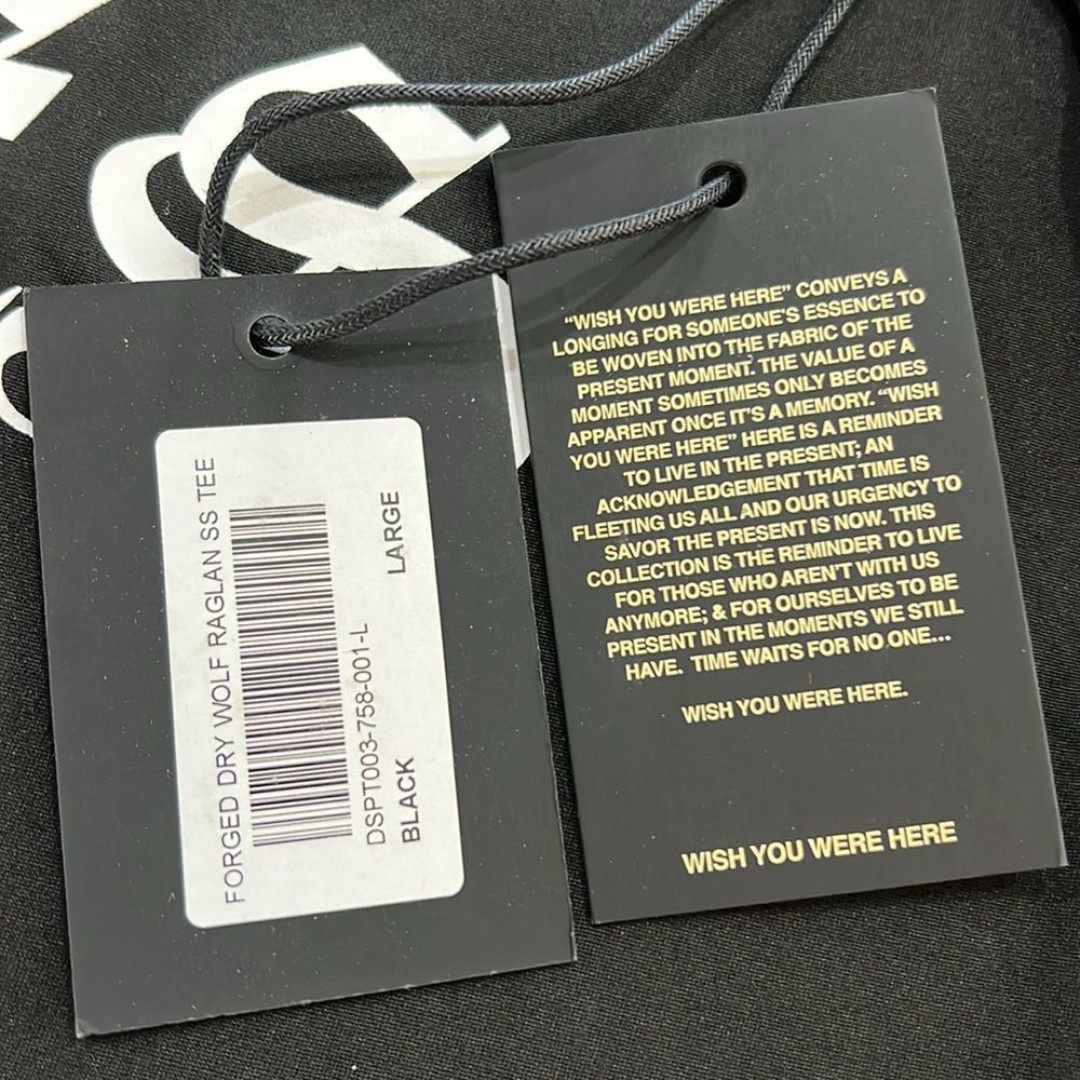 FORGED DRY WOLF RAGLAN SS TEE
DSPT003-758-001-L
BLACK
LARGE
“WISH YOU WERE HERE” CONVEYS A
LONGING FOR SOMEONE'S ESSENCE TO
BE WOVEN INTO THE FABRIC OF THE
PRESENT MOMENT. THE VALUE OF A
MOMENT SOMETIMES ONLY BECOMES
APPARENT ONCE IT'S A MEMORY. “WISH
YOU WERE HERE” HERE IS A REMINDER
TO LIVE IN THE PRESENT; AN
ACKNOWLEDGEMENT THAT TIME IS
FLEETING US ALL AND OUR URGENCY TO
SAVOR THE PRESENT IS NOW. THIS
COLLECTION IS THE REMINDER TO LIVE
FOR THOSE WHO AREN'T WITH US
ANYMORE; & FOR OURSELVES TO BE
PRESENT IN THE MOMENTS WE STILL
HAVE. TIME WAITS FOR NO ONE...
WISH YOU WERE HERE.
WISH YOU WERE HERE